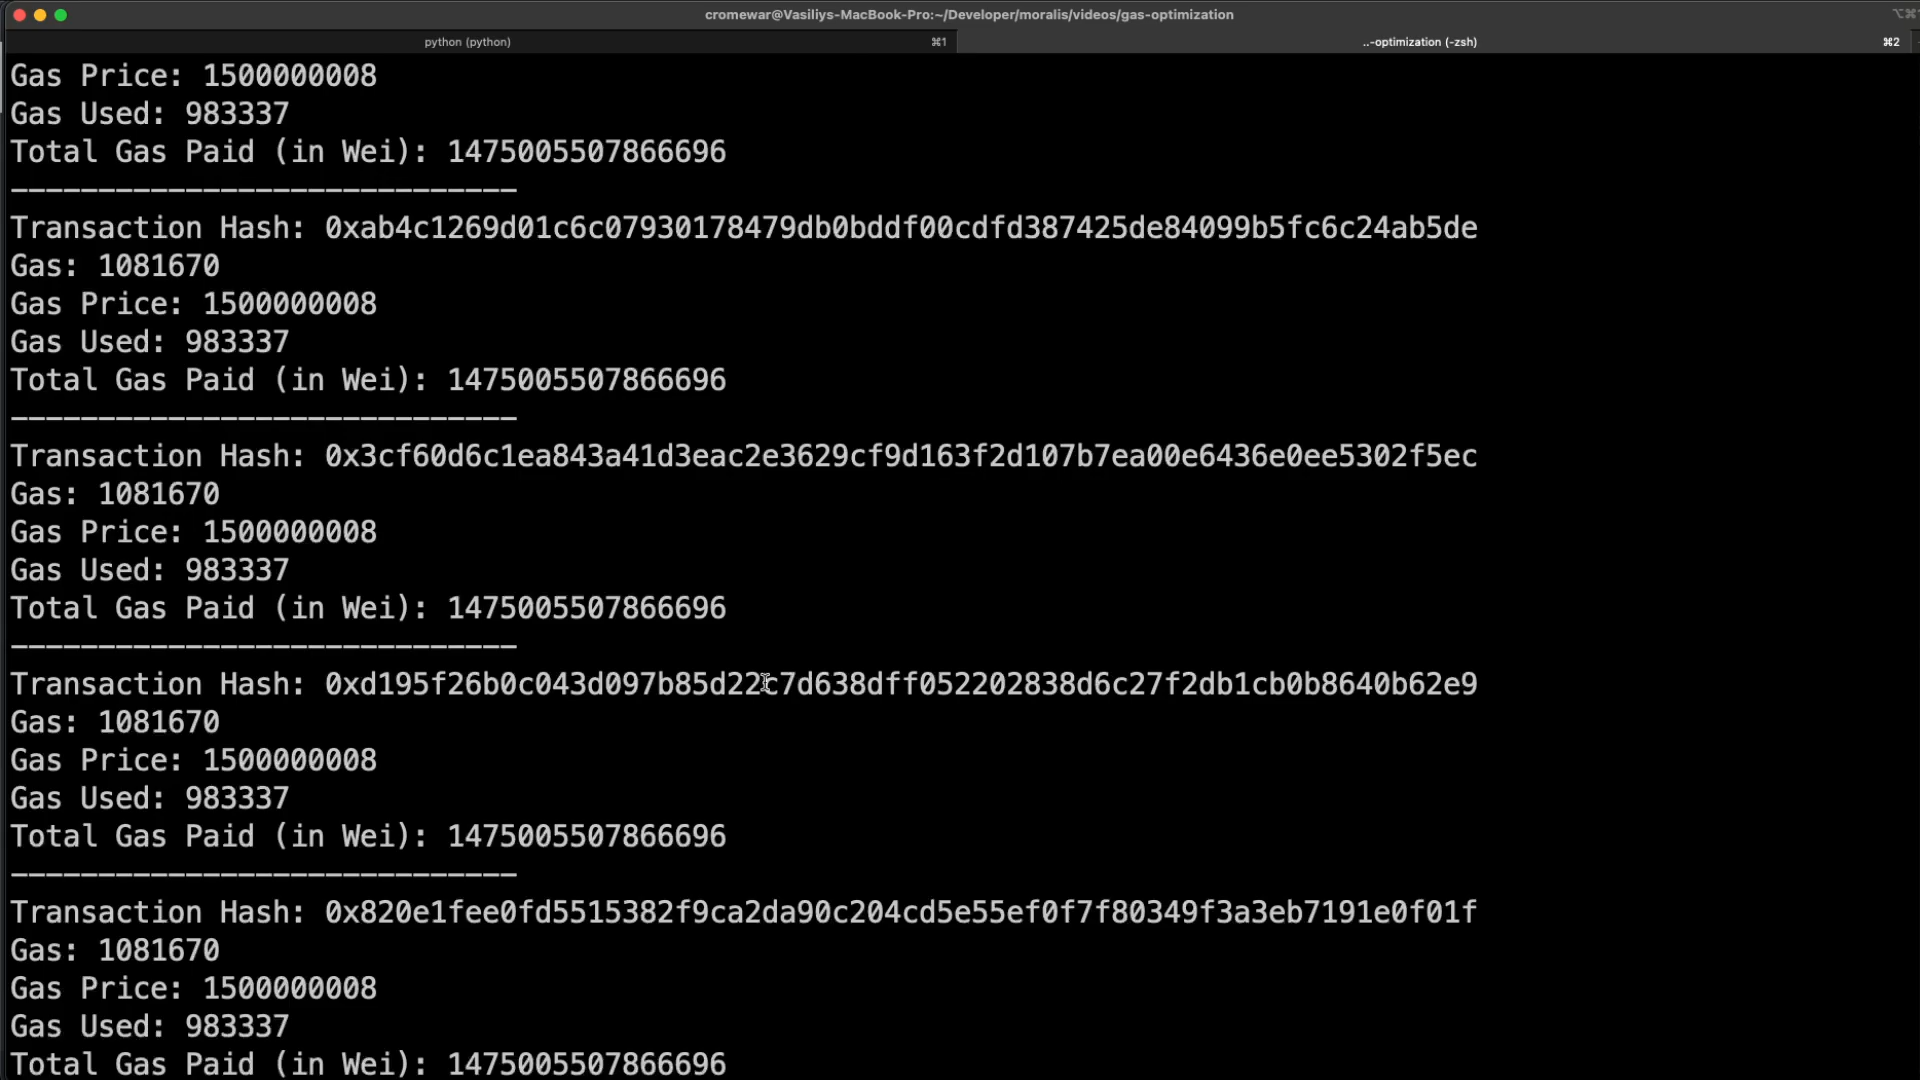 cromewar@Vasiliys-MacBook-Pro:~/Developer/moralis/videos/gas-optimization
⌥⌘
python (python)
⌘1
..-optimization (-zsh)
⌘2
Gas Price: 1500000008
Gas Used: 983337
Total Gas Paid (in Wei): 1475005507866696
-----------------------------
Transaction Hash: 0xab4c1269d01c6c07930178479db0bddf00cdfd387425de84099b5fc6c24ab5de
Gas: 1081670
Gas Price: 1500000008
Gas Used: 983337
Total Gas Paid (in Wei): 1475005507866696
-----------------------------
Transaction Hash: 0x3cf60d6c1ea843a41d3eac2e3629cf9d163f2d107b7ea00e6436e0ee5302f5ec
Gas: 1081670
Gas Price: 1500000008
Gas Used: 983337
Total Gas Paid (in Wei): 1475005507866696
-----------------------------
Transaction Hash: 0xd195f26b0c043d097b85d22c7d638dff052202838d6c27f2db1cb0b8640b62e9
Gas: 1081670
Gas Price: 1500000008
Gas Used: 983337
Total Gas Paid (in Wei): 1475005507866696
-----------------------------
Transaction Hash: 0x820e1fee0fd5515382f9ca2da90c204cd5e55ef0f7f80349f3a3eb7191e0f01f
Gas: 1081670
Gas Price: 1500000008
Gas Used: 983337
Total Gas Paid (in Wei): 1475005507866696